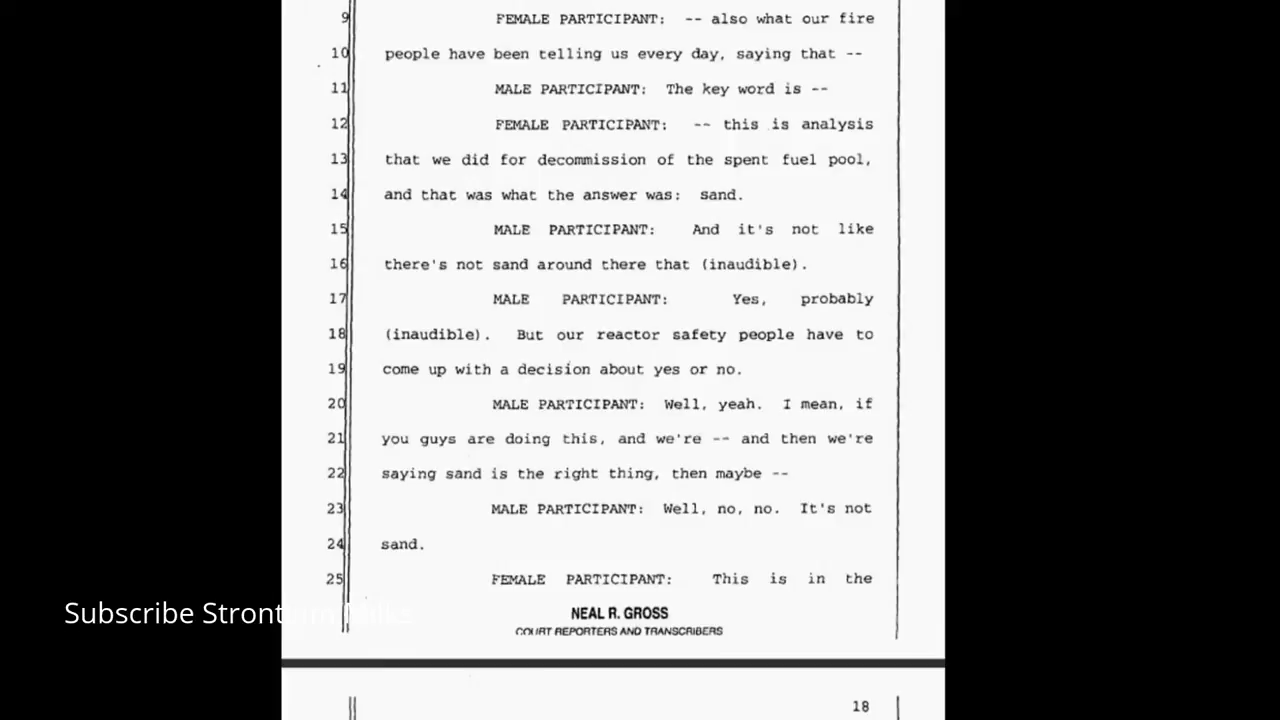 9 FEMALE PARTICIPANT: -- also what our fire
10 people have been telling us every day, saying that --
11 MALE PARTICIPANT: The key word is --
12 FEMALE PARTICIPANT: -- this is analysis
13 that we did for decommission of the spent fuel pool,
14 and that was what the answer was: sand.
15 MALE PARTICIPANT: And it's not like
16 there's not sand around there that (inaudible).
17 MALE PARTICIPANT: Yes, probably
18 (inaudible). But our reactor safety people have to
19 come up with a decision about yes or no.
20 MALE PARTICIPANT: Well, yeah. I mean, if
21 you guys are doing this, and we're -- and then we're
22 saying sand is the right thing, then maybe --
23 MALE PARTICIPANT: Well, no, no. It's not
24 sand.
25 FEMALE PARTICIPANT: This is in the
Subscribe
NEAL R. GROSS
COURT REPORTERS AND TRANSCRIBERS
18